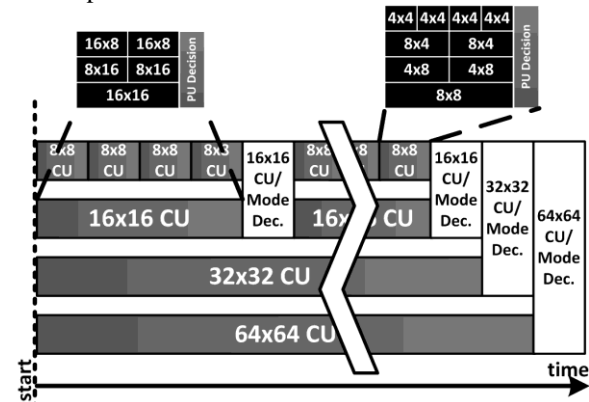 16x8 16x8
8x16 8x16
16x16
PU Decision
4x4 4x4 4x4 4x4
8x4 8x4
4x8 4x8
8x8
PU Decision
8x8 CU
8x8 CU
8x8 CU
8x8 CU
16x16 CU/ Mode Dec.
8x8 CU
16x16 CU/ Mode Dec.
32x32 CU/ Mode Dec.
64x64 CU/ Mode Dec.
16x16 CU
CU
32x32 CU
64x64 CU
start
time